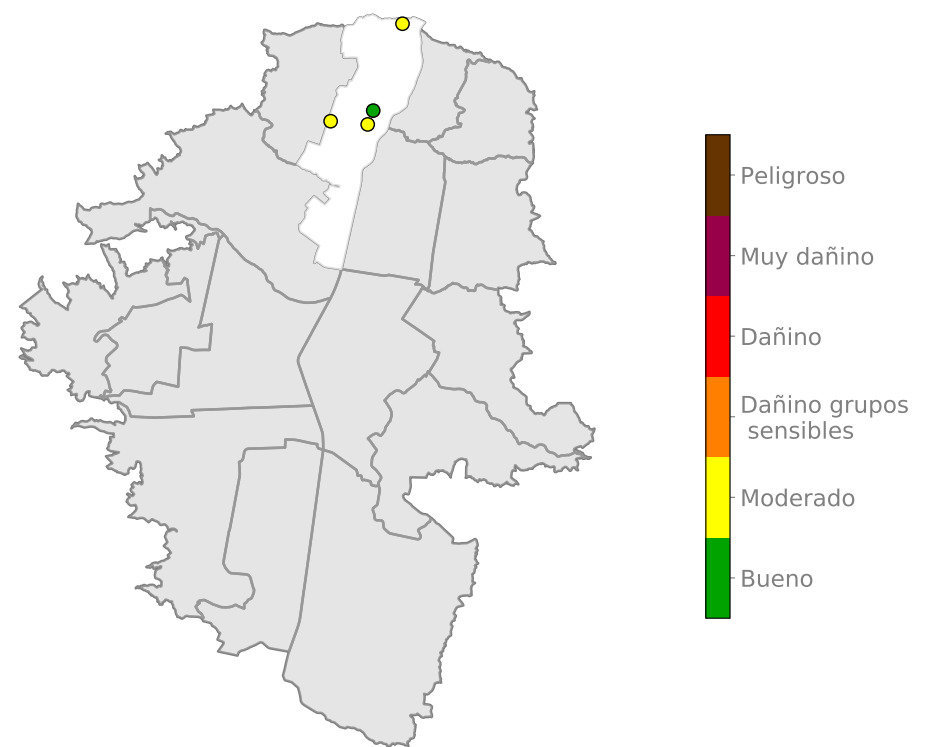 Peligroso
Muy dañino
Dañino
Dañino grupos
sensibles
Moderado
Bueno